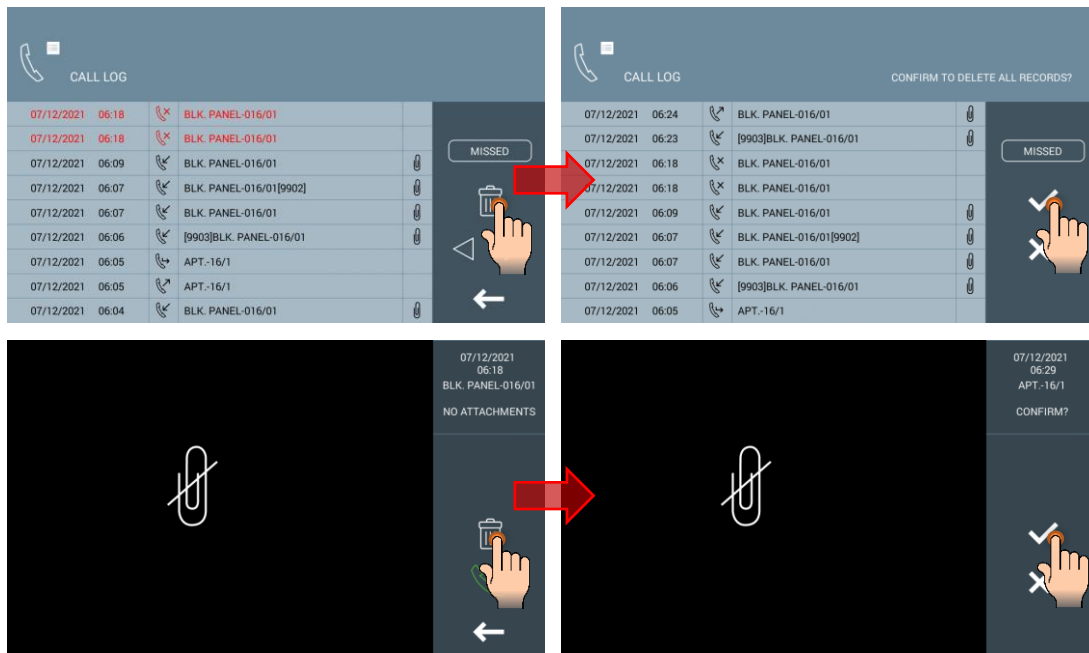 CALL LOG
07/12/2021 06:18 BLK. PANEL-016/01
07/12/2021 06:18 BLK. PANEL-016/01
07/12/2021 06:09 BLK. PANEL-016/01
07/12/2021 06:07 BLK. PANEL-016/01[9902]
07/12/2021 06:07 BLK. PANEL-016/01
07/12/2021 06:06 [9903]BLK. PANEL-016/01
07/12/2021 06:05 APT.-16/1
07/12/2021 06:05 APT.-16/1
07/12/2021 06:04 BLK. PANEL-016/01
MISSED
CALL LOG
CONFIRM TO DELETE ALL RECORDS?
07/12/2021 06:24 BLK. PANEL-016/01
07/12/2021 06:23 [9903]BLK. PANEL-016/01
07/12/2021 06:18 BLK. PANEL-016/01
07/12/2021 06:18 BLK. PANEL-016/01
07/12/2021 06:09 BLK. PANEL-016/01
07/12/2021 06:07 BLK. PANEL-016/01[9902]
07/12/2021 06:07 BLK. PANEL-016/01
07/12/2021 06:06 [9903]BLK. PANEL-016/01
07/12/2021 06:05 APT.-16/1
MISSED
07/12/2021
06:18
BLK. PANEL-016/01
NO ATTACHMENTS
07/12/2021
06:29
APT.-16/1
CONFIRM?